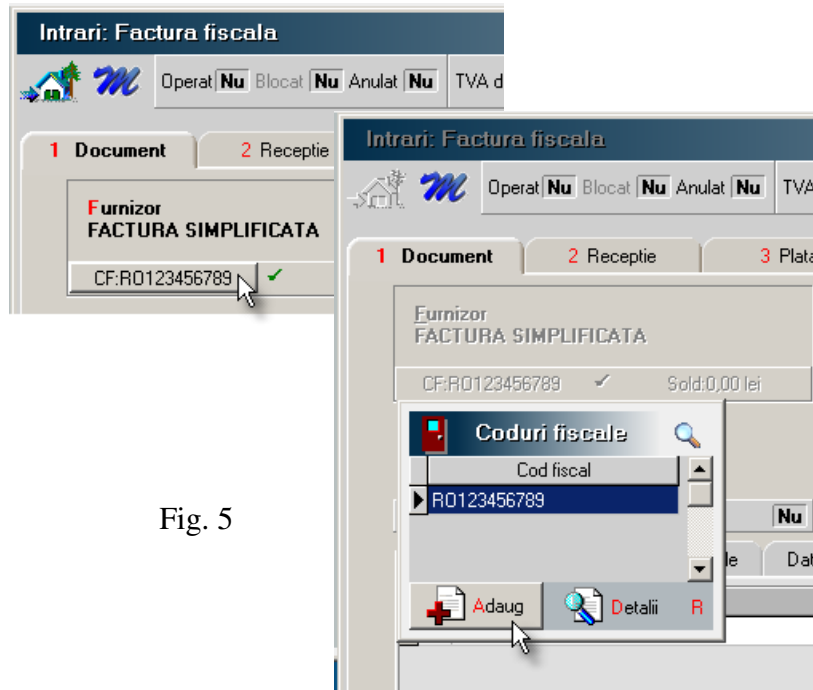 Intrari: Factura fiscala
Operat Nu Blocat Nu Anulat Nu TVA d
1 Document 2 Receptie
Furnizor
FACTURA SIMPLIFICATA
CF:RO123456789
Intrari: Factura fiscala
Operat Nu Blocat Nu Anulat Nu TVA
1 Document 2 Receptie 3 Plata
Furnizor
FACTURA SIMPLIFICATA
CF:RO123456789 Sold:0,00 lei
Coduri fiscale
Cod fiscal
RO123456789
Nu
le Dat
Adaug Detalii R
Fig. 5